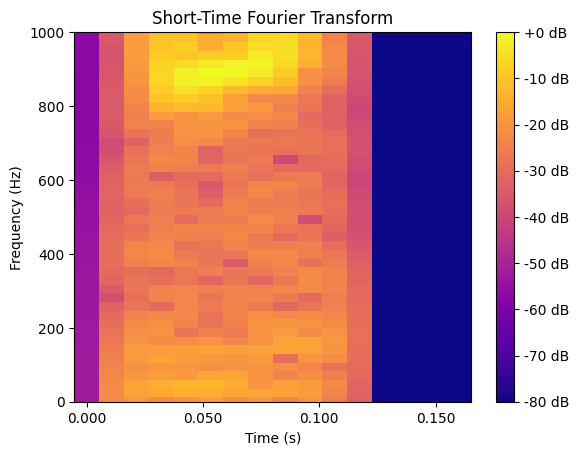 Short-Time Fourier Transform
1000
800
600
400
200
0
Frequency (Hz)
0.000
0.050
0.100
0.150
Time (s)
+0 dB
-10 dB
-20 dB
-30 dB
-40 dB
-50 dB
-60 dB
-70 dB
-80 dB